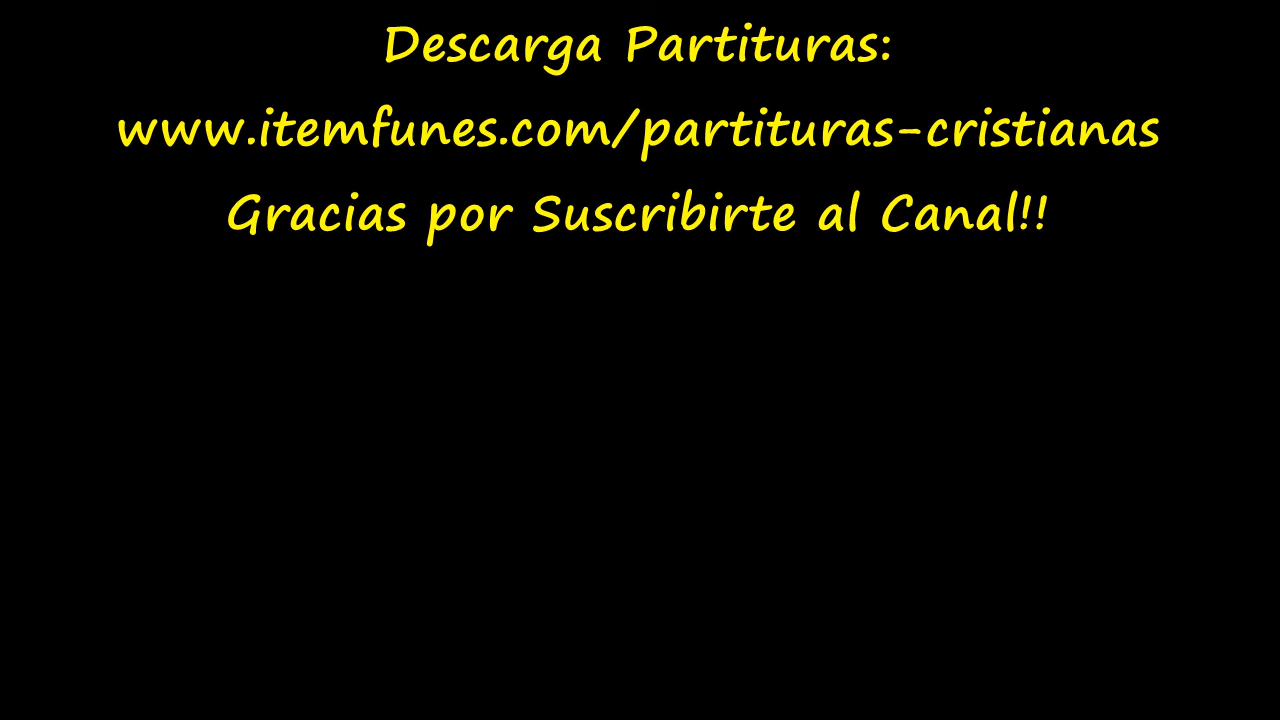 Descarga Partituras:
www.itemfunes.com/partituras-cristianas
Gracias por Suscribirte al Canal!!